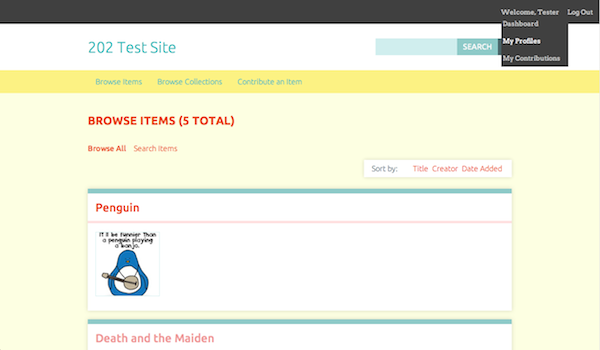 Welcome, Tester Log Out
Dashboard
My Profiles
My Contributions
202 Test Site
SEARCH
Browse Items Browse Collections Contribute an Item
BROWSE ITEMS (5 TOTAL)
Browse All Search Items
Sort by: Title Creator Date Added
Penguin
It'll be funnier than
a penguin playing
a banjo.
Death and the Maiden